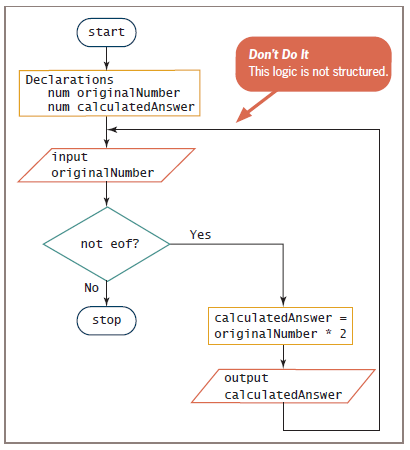 start
Don't Do It
This logic is not structured.
Declarations
num originalNumber
num calculatedAnswer
input
originalNumber
not eof?
Yes
No
stop
calculatedAnswer =
originalNumber * 2
output
calculatedAnswer